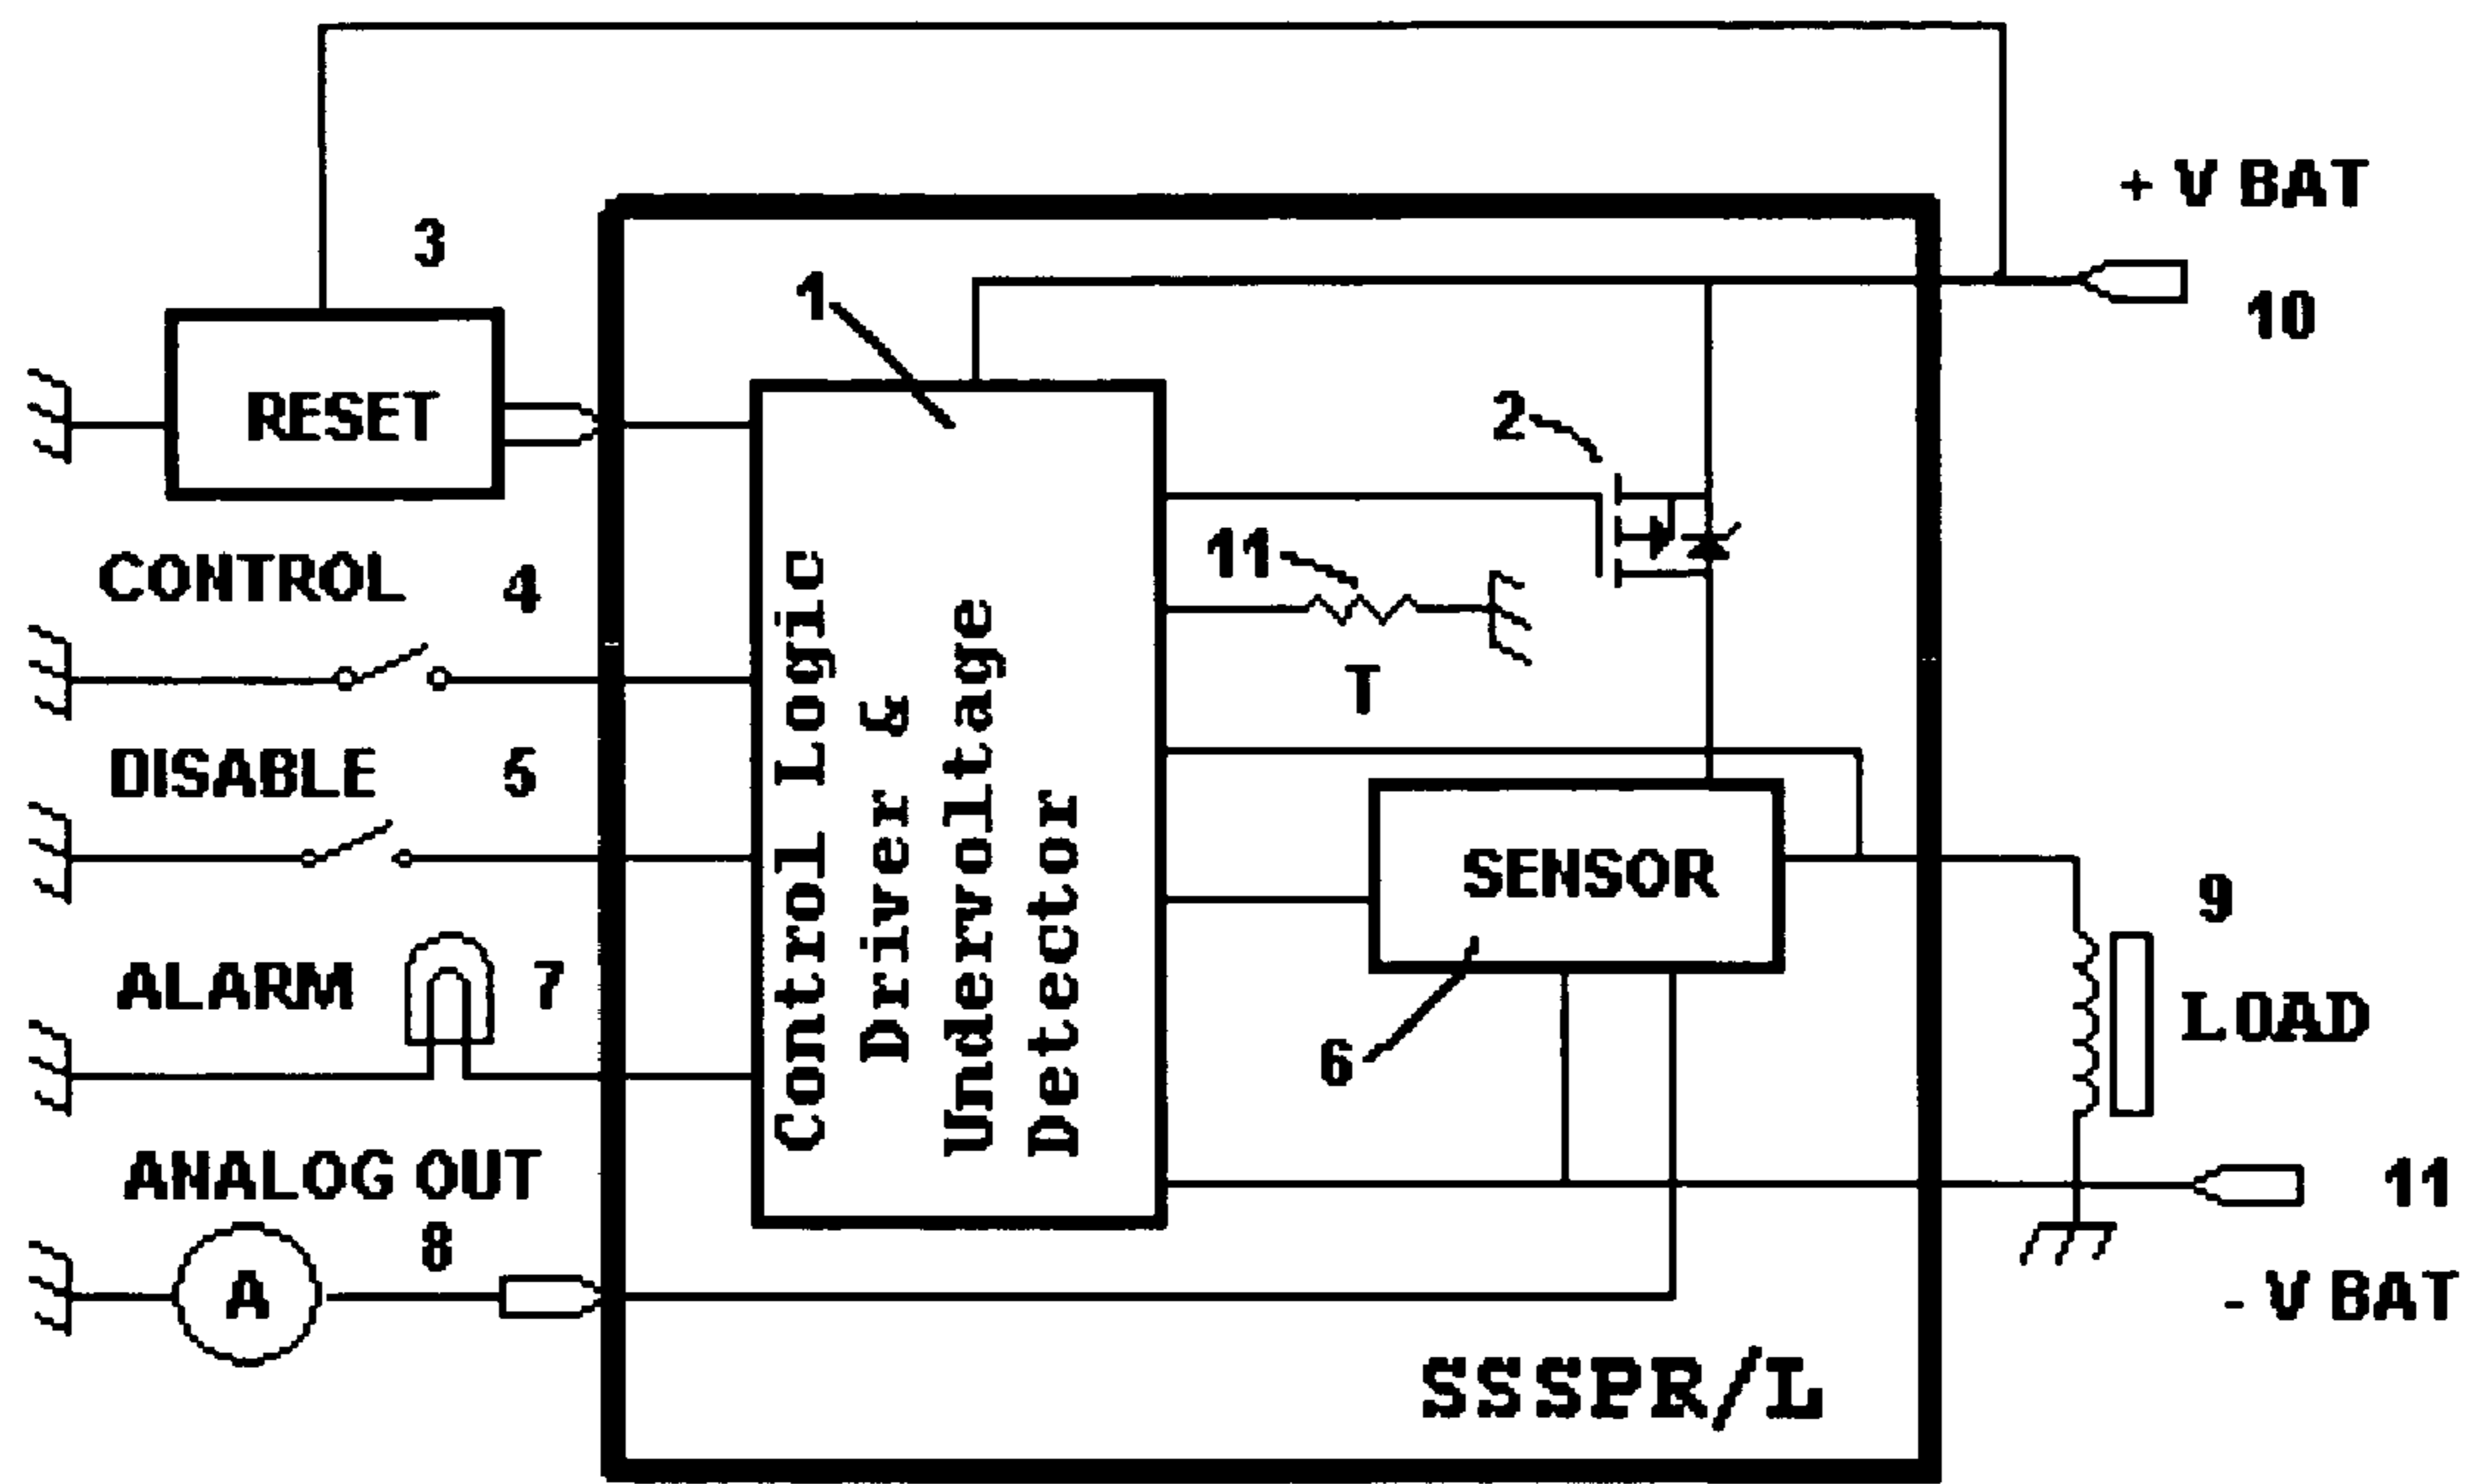 + V BAT
10
3
1
RESET
2
CONTROL 4
11
T
DISABLE 5
Control Logic
Driver &
Undervoltage
Detector
SENSOR
6
ALARM 7
9
LOAD
ANALOG OUT
8
A
11
- V BAT
SSSPR/L